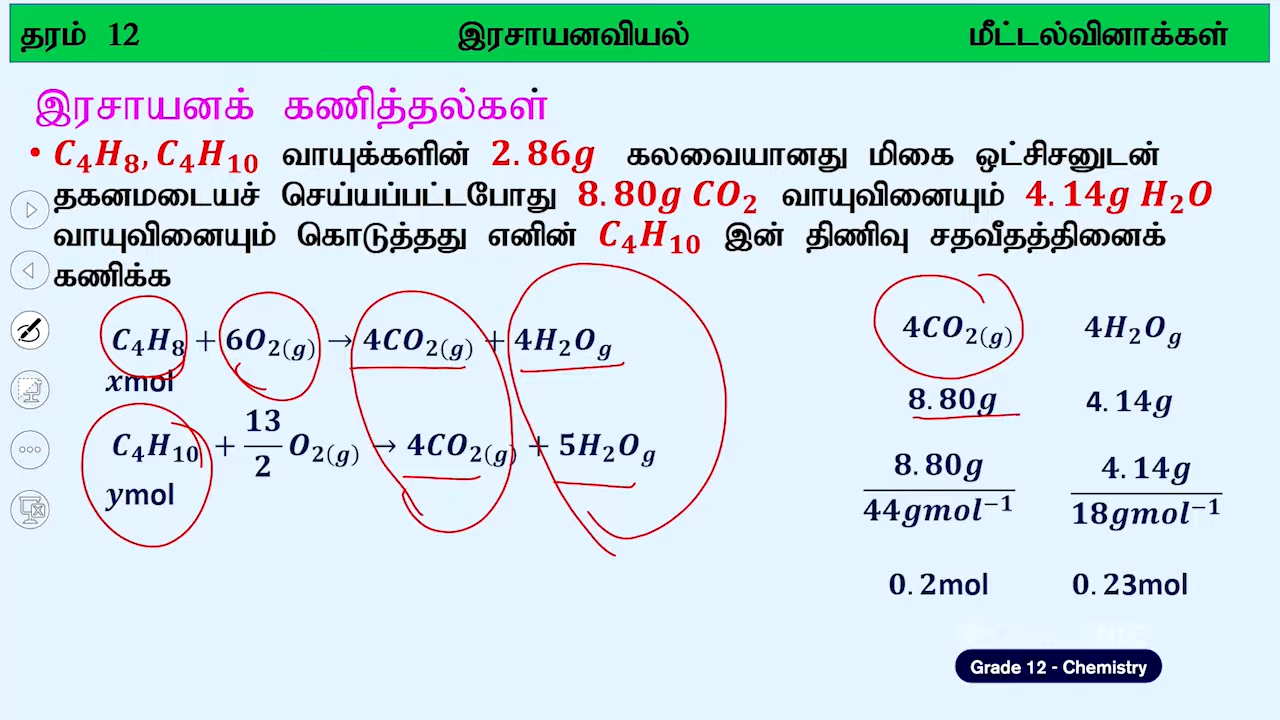 தரம் 12 இரசாயனவியல் மீட்டல்வினாக்கள்
இரசாயனக் கணித்தல்கள்
• C₄H₈, C₄H₁₀ வாயுக்களின் 2.86g கலவையானது மிகை ஒட்சிசனுடன்
தகனமடையச் செய்யப்பட்டபோது 8.80g CO₂ வாயுவினையும் 4.14g H₂O
வாயுவினையும் கொடுத்தது எனின் C₄H₁₀ இன் திணிவு சதவீதத்தினைக்
கணிக்க
C₄H₈ + 6O₂(g) → 4CO₂(g) + 4H₂Og
xmol
C₄H₁₀ + 13/2 O₂(g) → 4CO₂(g) + 5H₂Og
ymol
4CO₂(g) 4H₂Og
8.80g 4.14g
8.80g/44gmol⁻¹ 4.14g/18gmol⁻¹
0.2mol 0.23mol
Grade 12 - Chemistry